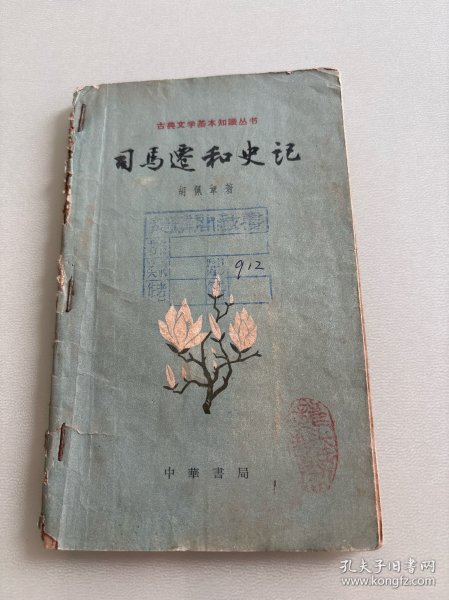 古典文学基本知識丛书
司馬遷和史记
胡佩韋著
912
中華書局
孔夫子旧书网
www.kongfz.com